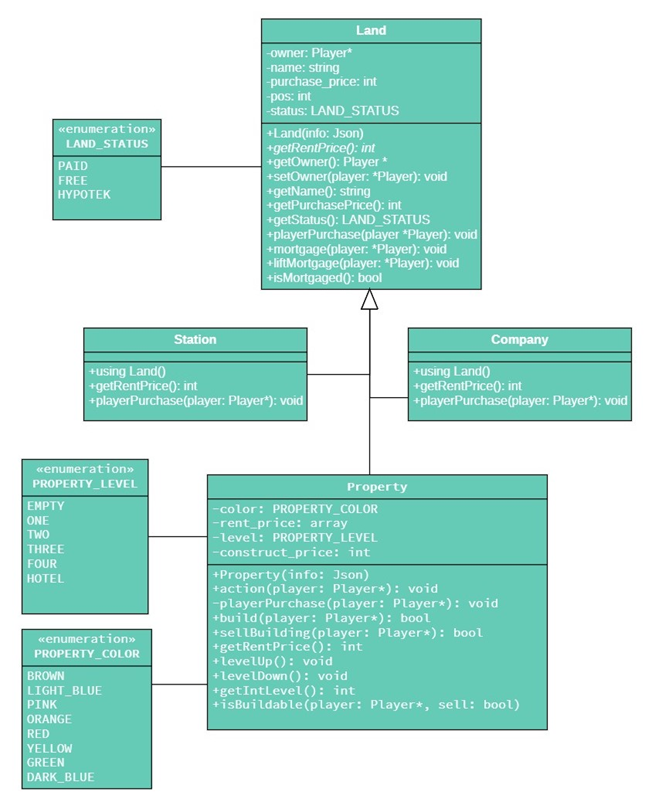 Land
-owner: Player*
-name: string
-purchase_price: int
-pos: int
-status: LAND_STATUS
+Land(info: Json)
+getRentPrice(): int
+getOwner(): Player *
+setOwner(player: *Player): void
+getName(): string
+getPurchasePrice(): int
+getStatus(): LAND_STATUS
+playerPurchase(player *Player): void
+mortgage(player: *Player): void
+liftMortgage(player: *Player): void
+isMortgaged(): bool
«enumeration»
LAND_STATUS
PAID
FREE
HYPOTEK
Station
+using Land()
+getRentPrice(): int
+playerPurchase(player: Player*): void
Company
+using Land()
+getRentPrice(): int
+playerPurchase(player: Player*): void
«enumeration»
PROPERTY_LEVEL
EMPTY
ONE
TWO
THREE
FOUR
HOTEL
Property
-color: PROPERTY_COLOR
-rent_price: array
-level: PROPERTY_LEVEL
-construct_price: int
+Property(info: Json)
+action(player: Player*): void
-playerPurchase(player: Player*): void
+build(player: Player*): bool
+sellBuilding(player: Player*): bool
+getRentPrice(): int
+levelUp(): void
+levelDown(): void
+getIntLevel(): int
+isBuildable(player: Player*, sell: bool)
«enumeration»
PROPERTY_COLOR
BROWN
LIGHT_BLUE
PINK
ORANGE
RED
YELLOW
GREEN
DARK_BLUE